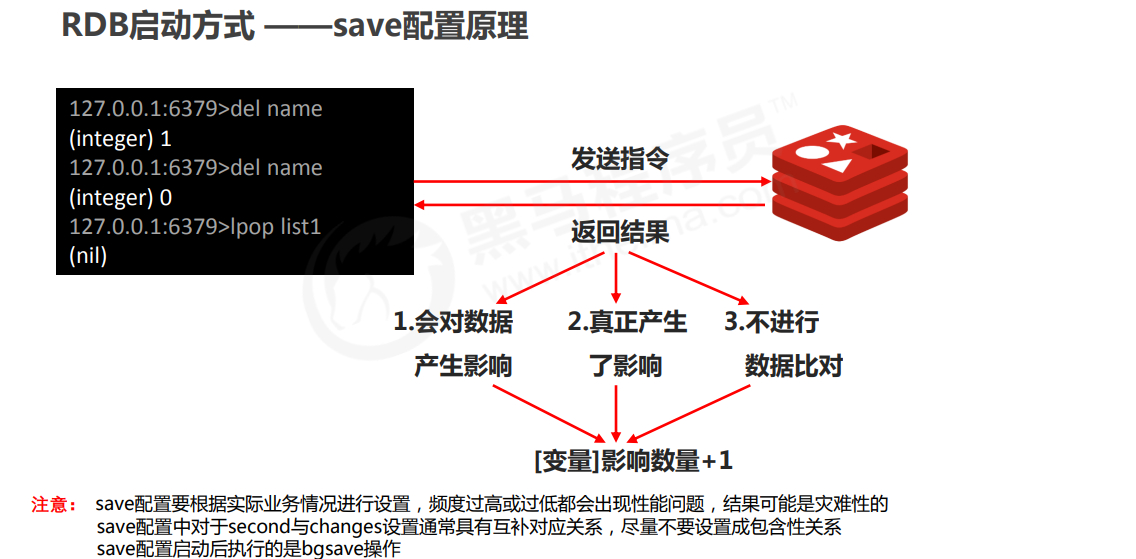 RDB启动方式 ——save配置原理
127.0.0.1:6379>del name
(integer) 1
127.0.0.1:6379>del name
(integer) 0
127.0.0.1:6379>lpop list1
(nil)
发送指令
返回结果
1.会对数据
产生影响
2.真正产生
了影响
3.不进行
数据比对
[变量]影响数量+1
注意：
save配置要根据实际业务情况进行设置，频度过高或过低都会出现性能问题，结果可能是灾难性的
save配置中对于second与changes设置通常具有互补对应关系，尽量不要设置成包含性关系
save配置启动后执行的是bgsave操作
黑马程序员™